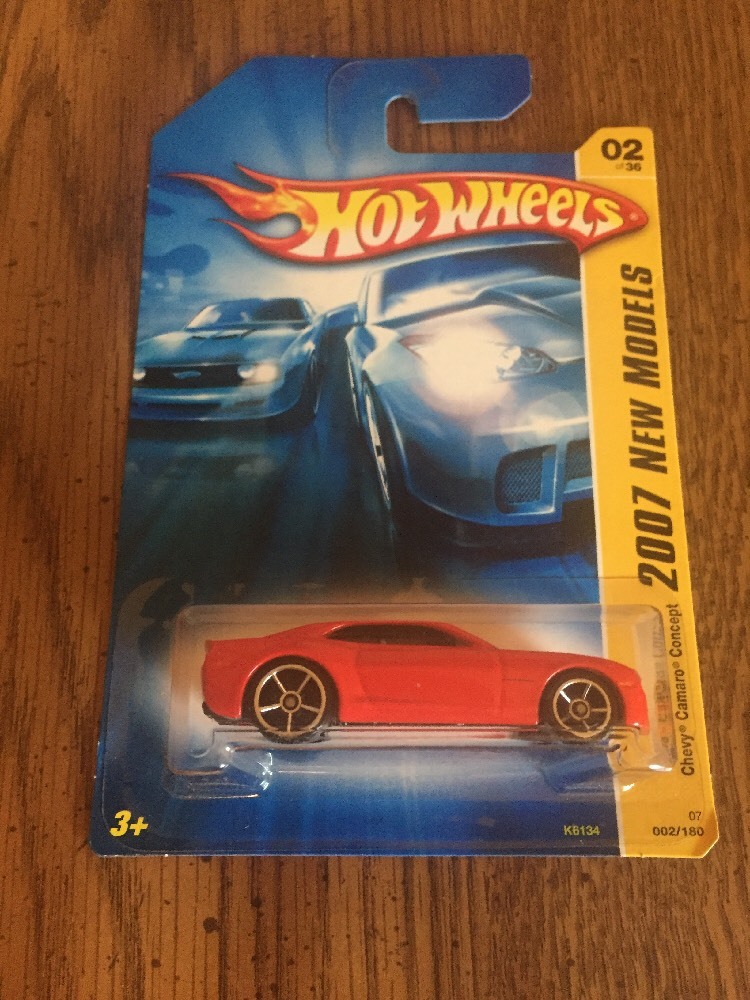 02
of 36
HOT WHEELS®
2007 NEW MODELS
Chevy® Camaro® Concept
3+
K6134
07
002/180